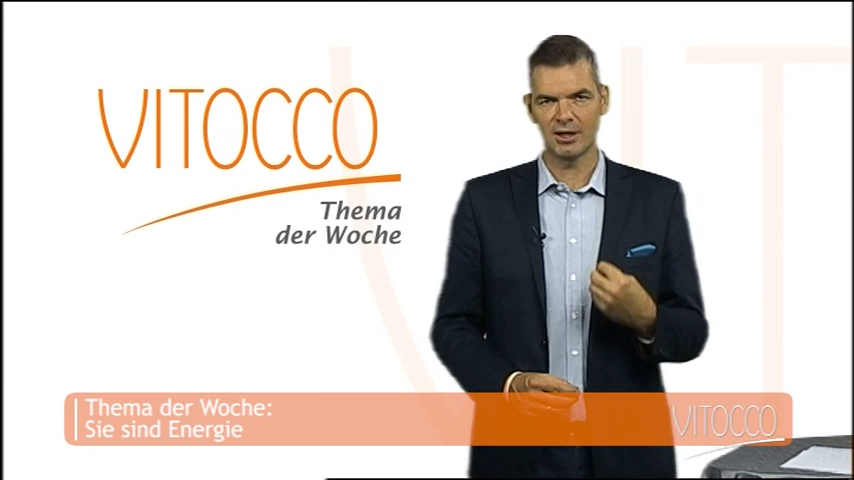 VITOCCO
Thema
der Woche
Thema der Woche:
Sie sind Energie
VITOCCO